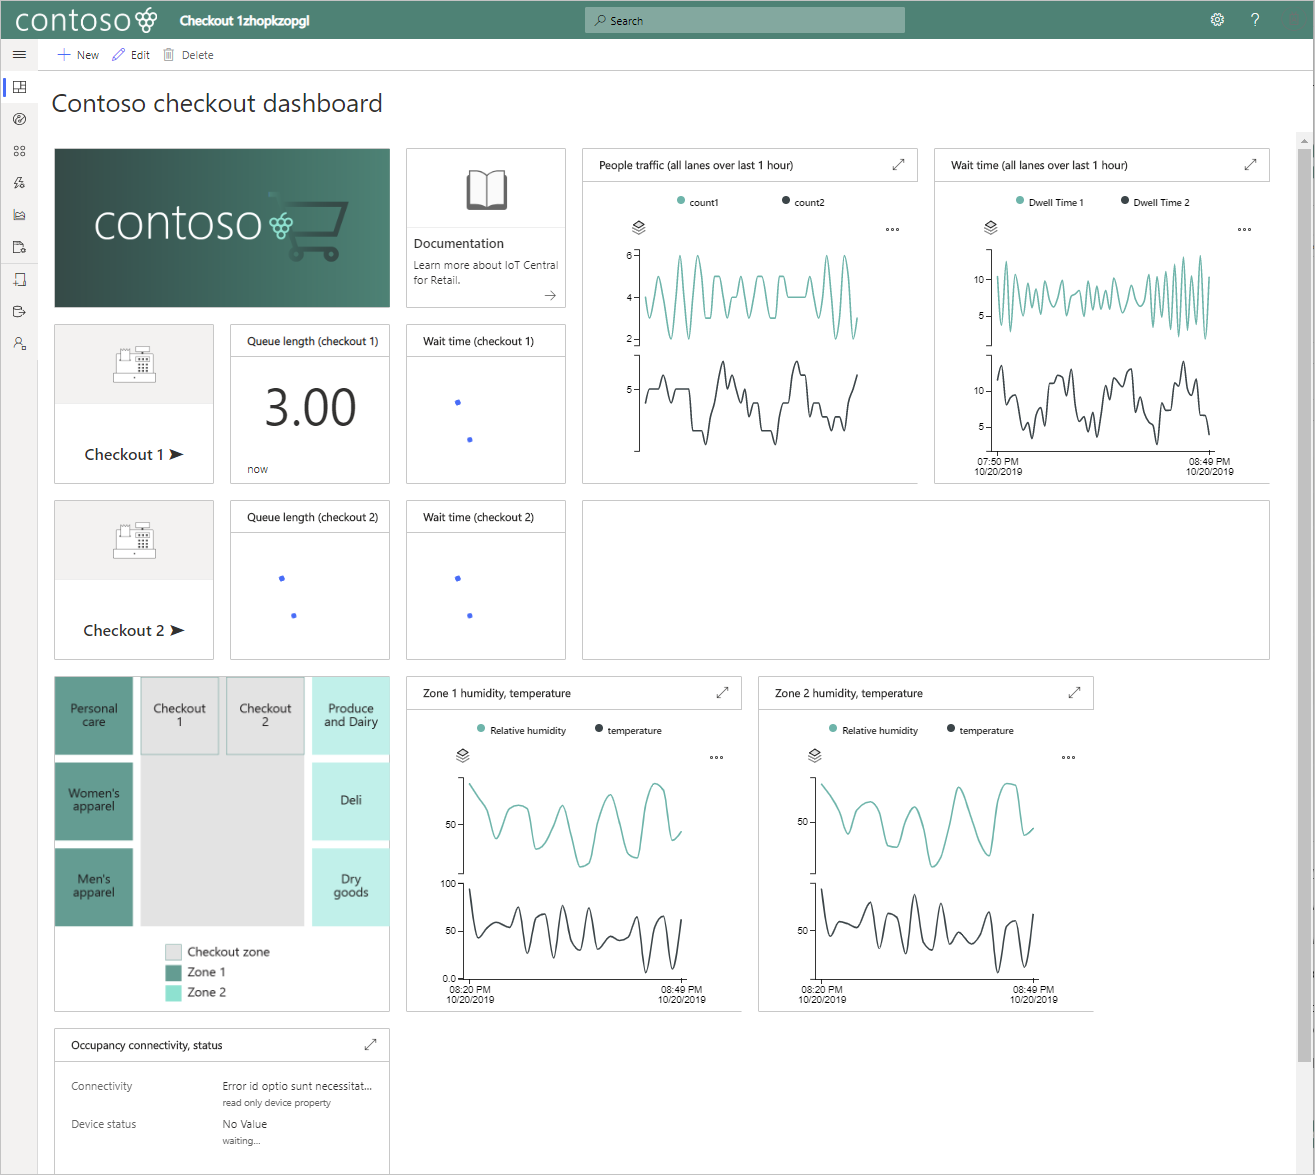 contoso
Checkout 1zhopkzopgl
Search
?
New
Edit
Delete
Contoso checkout dashboard
contoso
Documentation
Learn more about IoT Central
for Retail.
People traffic (all lanes over last 1 hour)
count1
count2
6
4
2
5
Wait time (all lanes over last 1 hour)
Dwell Time 1
Dwell Time 2
10
5
10
5
07:50 PM
10/20/2019
08:49 PM
10/20/2019
Checkout 1
Queue length (checkout 1)
3.00
now
Wait time (checkout 1)
Checkout 2
Queue length (checkout 2)
Wait time (checkout 2)
Personal
care
Checkout
1
Checkout
2
Produce
and Dairy
Women's
apparel
Deli
Men's
apparel
Dry
goods
Checkout zone
Zone 1
Zone 2
Zone 1 humidity, temperature
Relative humidity
temperature
50
100
50
0.0
08:20 PM
10/20/2019
08:49 PM
10/20/2019
Zone 2 humidity, temperature
Relative humidity
temperature
50
50
08:20 PM
10/20/2019
08:49 PM
10/20/2019
Occupancy connectivity, status
Connectivity
Error id optio sunt necessitat...
read only device property
Device status
No Value
waiting...